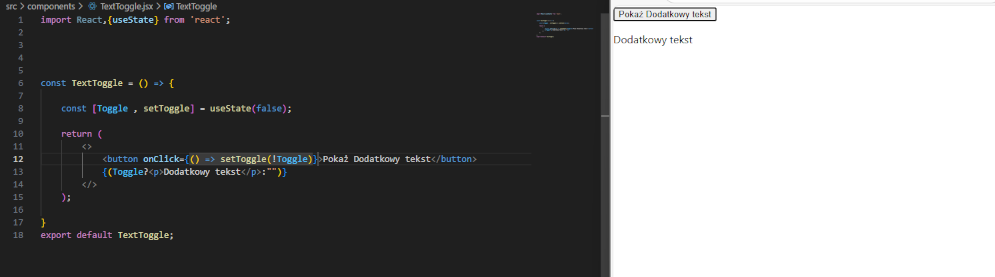 src > components > TextToggle.jsx > TextToggle
1 import React,{useState} from 'react';
2
3
4
5
6 const TextToggle = () => {
7
8 const [Toggle , setToggle] = useState(false);
9
10 return (
11 <>
12 <button onClick={() => setToggle(!Toggle)}>Pokaż Dodatkowy tekst</button>
13 {(Toggle?<p>Dodatkowy tekst</p>:"")}
14 </>
15 );
16
17 }
18 export default TextToggle;
Pokaż Dodatkowy tekst
Dodatkowy tekst